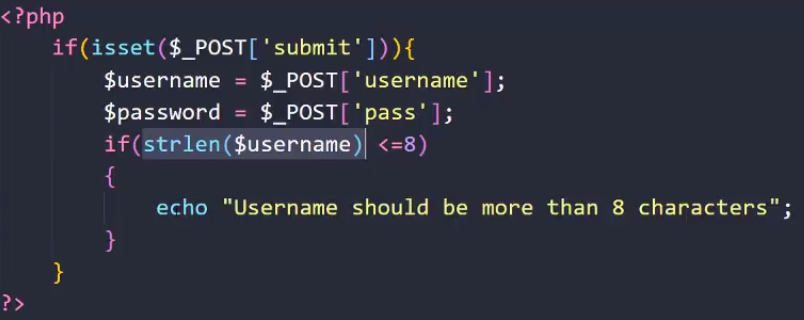 <?php
if(isset($_POST['submit'])){
$username = $_POST['username'];
$password = $_POST['pass'];
if(strlen($username) <=8)
{
echo "Username should be more than 8 characters";
}
}
?>